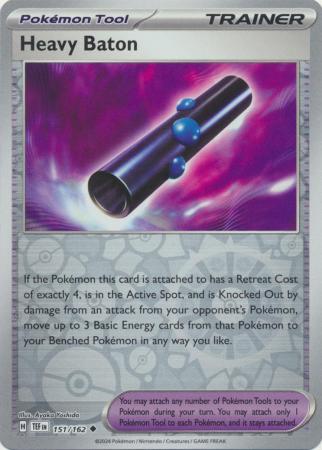 Pokémon Tool
TRAINER
Heavy Baton
If the Pokémon this card is attached to has a Retreat Cost
of exactly 4, is in the Active Spot, and is Knocked Out by
damage from an attack from your opponent's Pokémon,
move up to 3 Basic Energy cards from that Pokémon to
your Benched Pokémon in any way you like.
Illus. Ayaka Yoshida
H TEF EN 151/162 ◆
You may attach any number of Pokémon Tools to your
Pokémon during your turn. You may attach only 1
Pokémon Tool to each Pokémon, and it stays attached.
©2024 Pokémon / Nintendo / Creatures / GAME FREAK